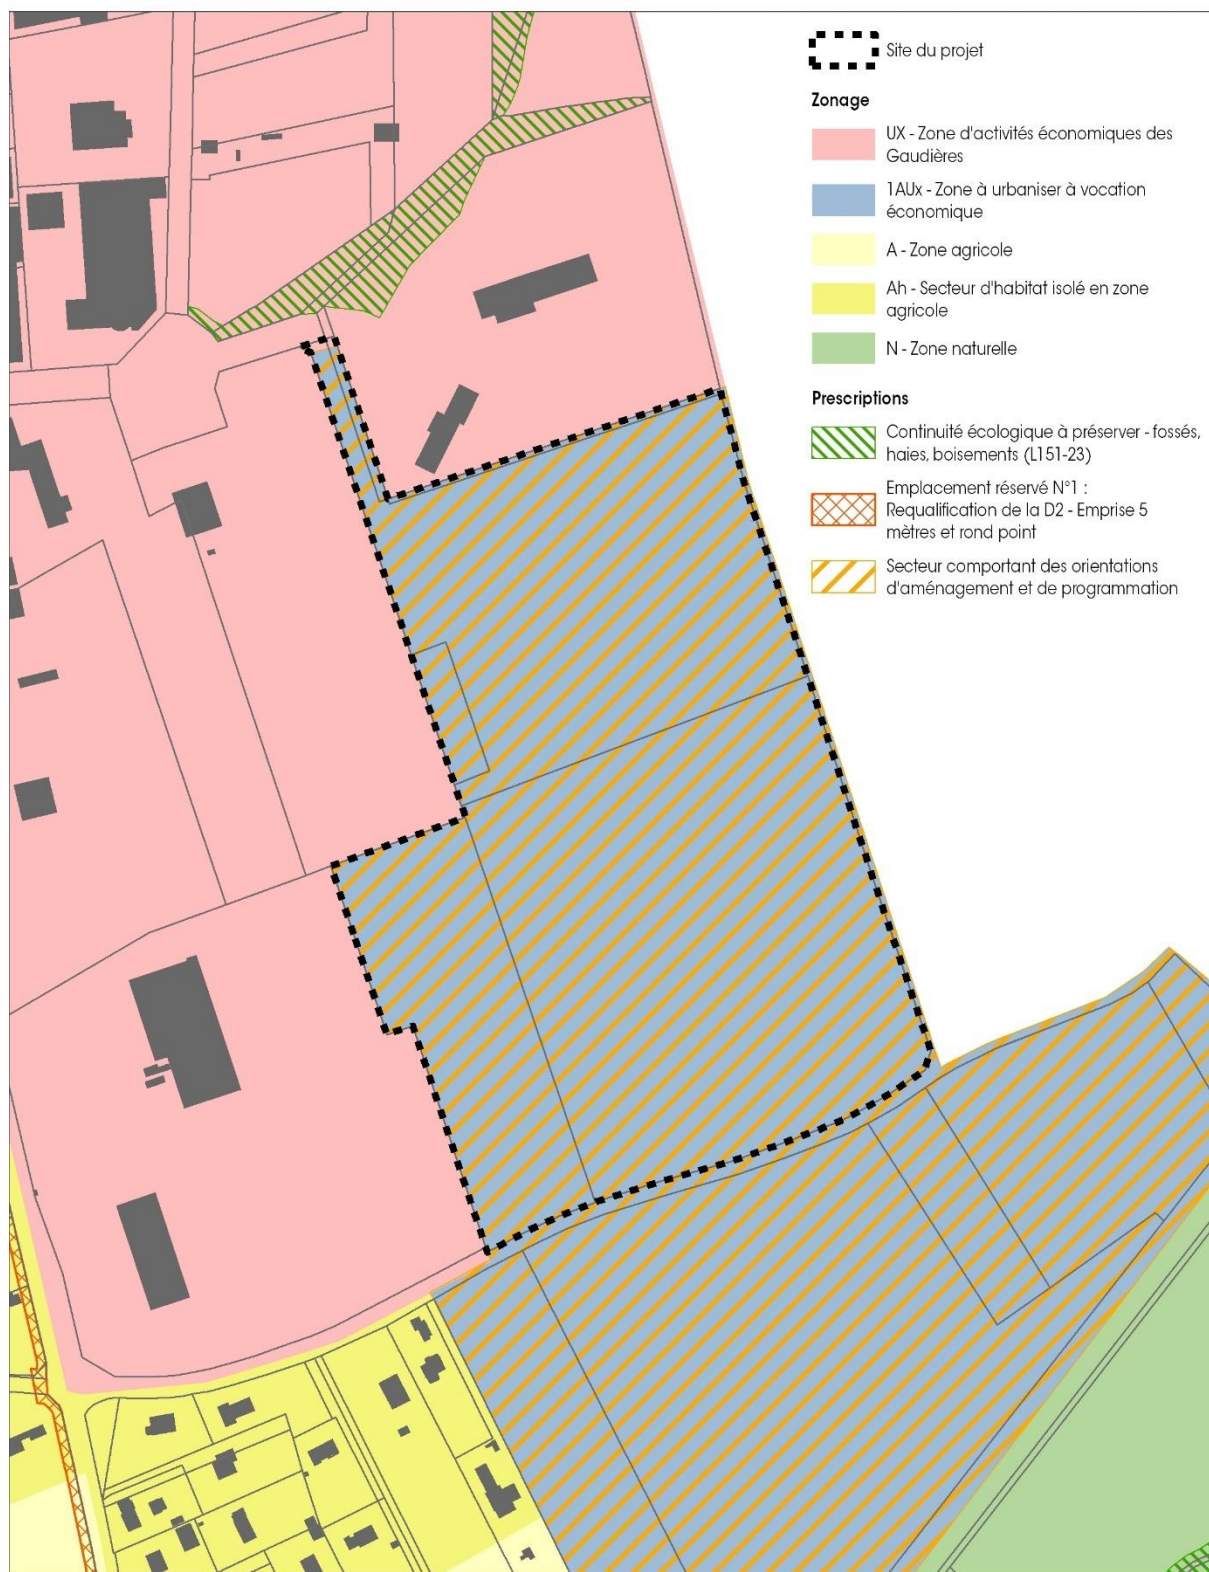 Site du projet
Zonage
UX - Zone d'activités économiques des
Gaudières
1AUx - Zone à urbaniser à vocation
économique
A - Zone agricole
Ah - Secteur d'habitat isolé en zone
agricole
N - Zone naturelle
Prescriptions
Continuité écologique à préserver - fossés,
haies, boisements (L151-23)
Emplacement réservé N°1 :
Requalification de la D2 - Emprise 5
mètres et rond point
Secteur comportant des orientations
d'aménagement et de programmation